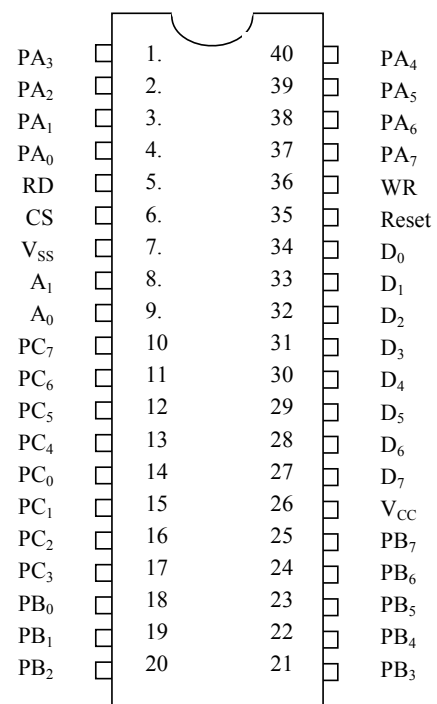 PA₃ 1. 40 PA₄
PA₂ 2. 39 PA₅
PA₁ 3. 38 PA₆
PA₀ 4. 37 PA₇
RD 5. 36 WR
CS 6. 35 Reset
V_SS 7. 34 D₀
A₁ 8. 33 D₁
A₀ 9. 32 D₂
PC₇ 10 31 D₃
PC₆ 11 30 D₄
PC₅ 12 29 D₅
PC₄ 13 28 D₆
PC₀ 14 27 D₇
PC₁ 15 26 V_CC
PC₂ 16 25 PB₇
PC₃ 17 24 PB₆
PB₀ 18 23 PB₅
PB₁ 19 22 PB₄
PB₂ 20 21 PB₃